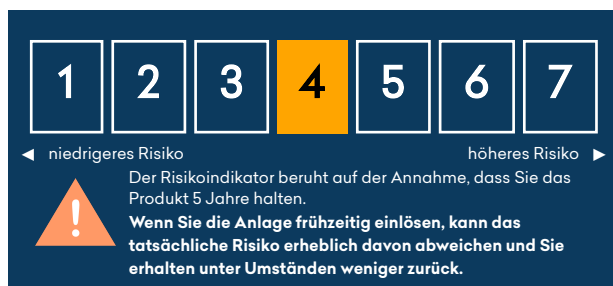 1 2 3 4 5 6 7
◄ niedrigeres Risiko höheres Risiko ►
Der Risikoindikator beruht auf der Annahme, dass Sie das
Produkt 5 Jahre halten.
!
Wenn Sie die Anlage frühzeitig einlösen, kann das
tatsächliche Risiko erheblich davon abweichen und Sie
erhalten unter Umständen weniger zurück.